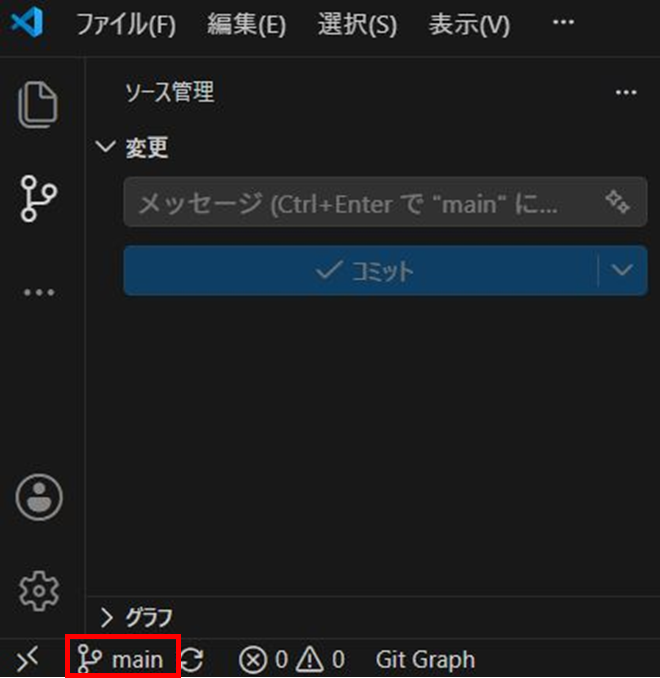 ファイル(F) 編集(E) 選択(S) 表示(V) ···
ソース管理 ···
変更
メッセージ (Ctrl+Enter で "main" に...
コミット
グラフ
main 0 0 Git Graph